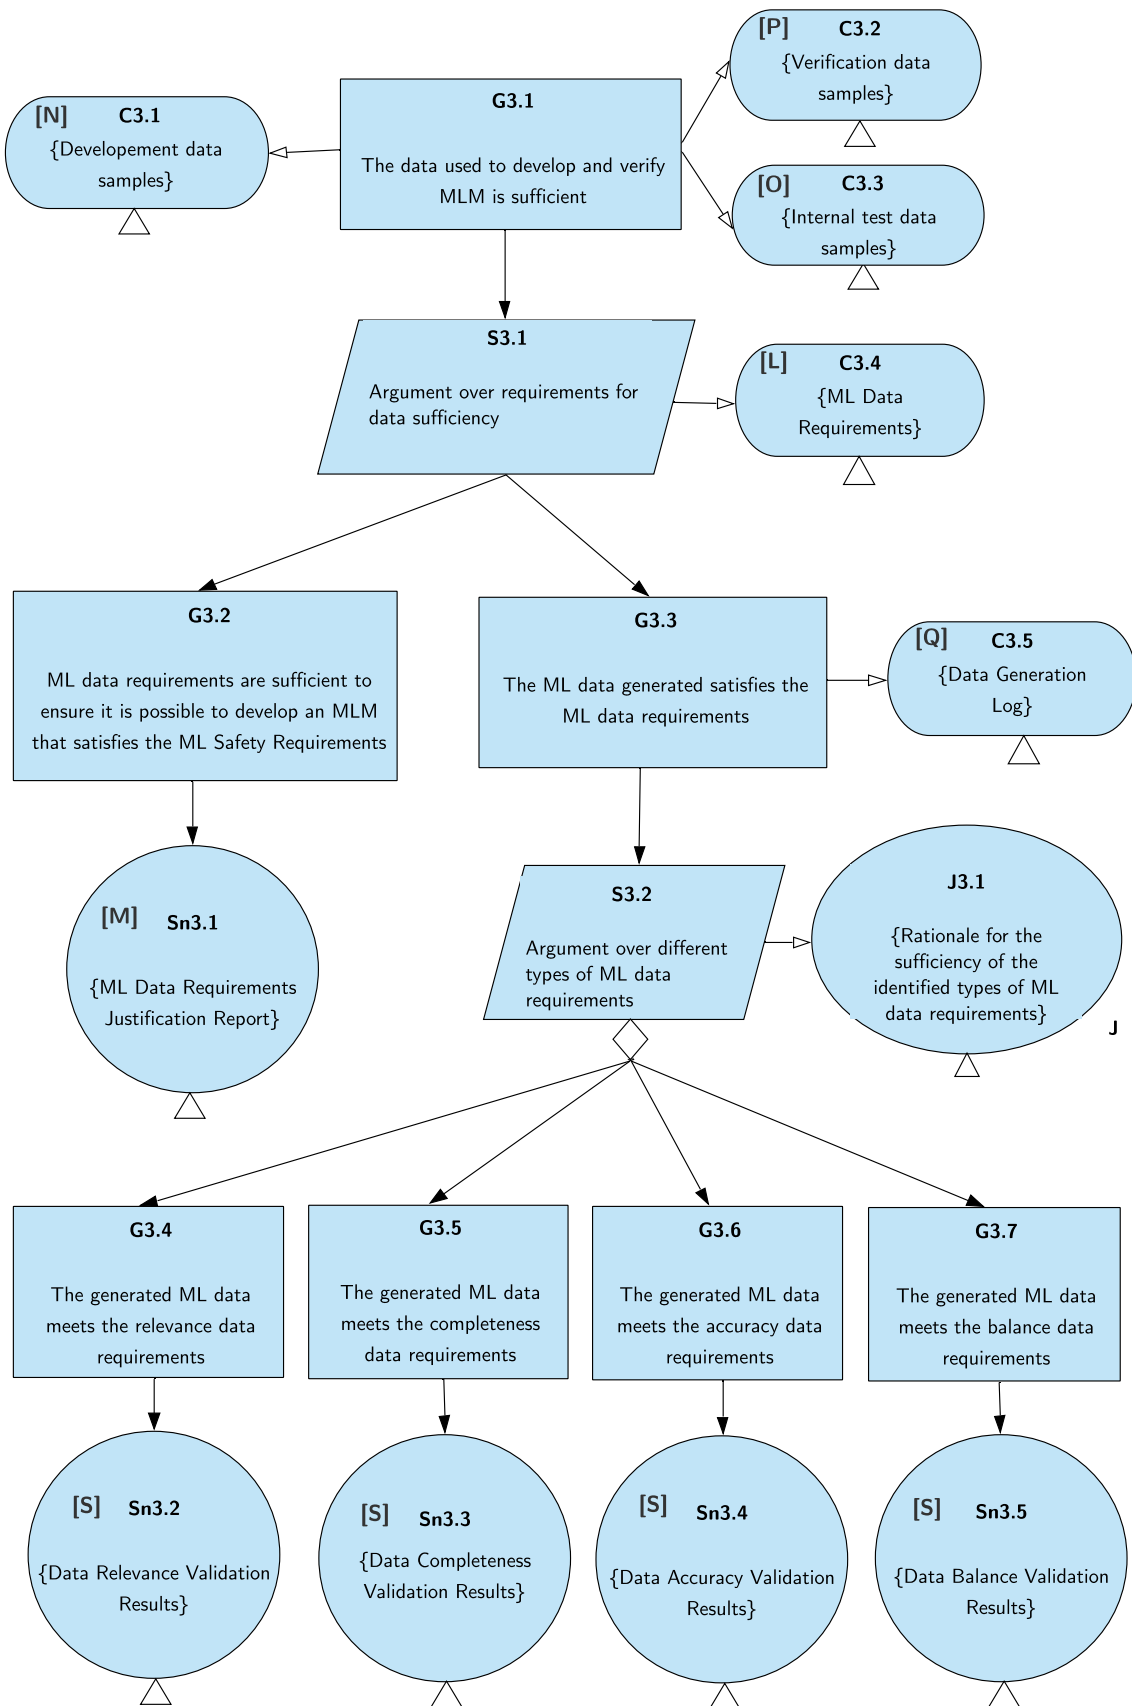 [P] C3.2
{Verification data
samples}
G3.1
The data used to develop and verify
MLM is sufficient
[N] C3.1
{Developement data
samples}
[O] C3.3
{Internal test data
samples}
S3.1
Argument over requirements for
data sufficiency
[L] C3.4
{ML Data
Requirements}
G3.2
ML data requirements are sufficient to
ensure it is possible to develop an MLM
that satisfies the ML Safety Requirements
G3.3
The ML data generated satisfies the
ML data requirements
[Q] C3.5
{Data Generation
Log}
[M] Sn3.1
{ML Data Requirements
Justification Report}
S3.2
Argument over different
types of ML data
requirements
J3.1
{Rationale for the
sufficiency of the
identified types of ML
data requirements}
J
G3.4
The generated ML data
meets the relevance data
requirements
G3.5
The generated ML data
meets the completeness
data requirements
G3.6
The generated ML data
meets the accuracy data
requirements
G3.7
The generated ML data
meets the balance data
requirements
[S] Sn3.2
{Data Relevance Validation
Results}
[S] Sn3.3
{Data Completeness
Validation Results}
[S] Sn3.4
{Data Accuracy Validation
Results}
[S] Sn3.5
{Data Balance Validation
Results}